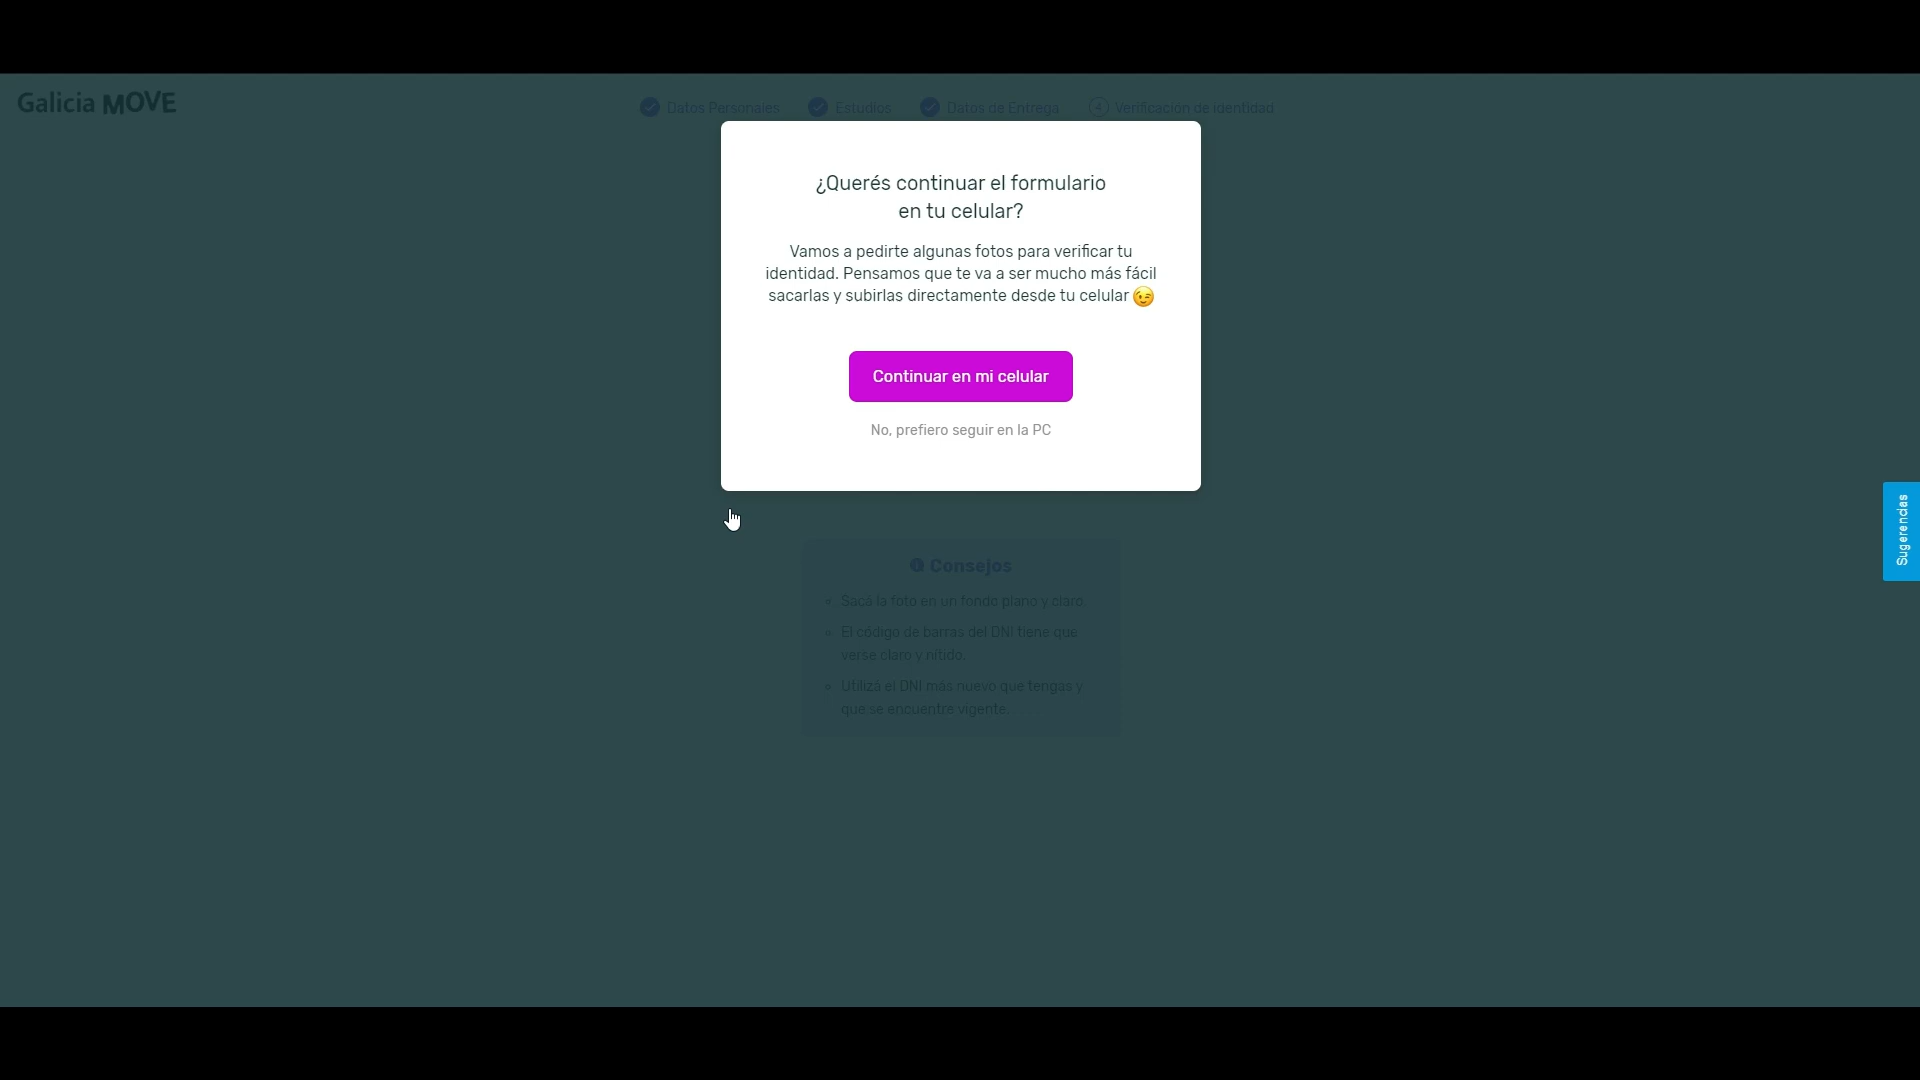 Galicia MOVE
Datos Personales
Estudios
Datos de Entrega
4 Verificación de identidad
¿Querés continuar el formulario
en tu celular?
Vamos a pedirte algunas fotos para verificar tu
identidad. Pensamos que te va a ser mucho más fácil
sacarlas y subirlas directamente desde tu celular 😉
Continuar en mi celular
No, prefiero seguir en la PC
Sugerencias
Consejos
Sacá la foto en un fondo plano y claro.
El código de barras del DNI tiene que
verse claro y nítido.
Utilizá el DNI más nuevo que tengas y
que se encuentre vigente..